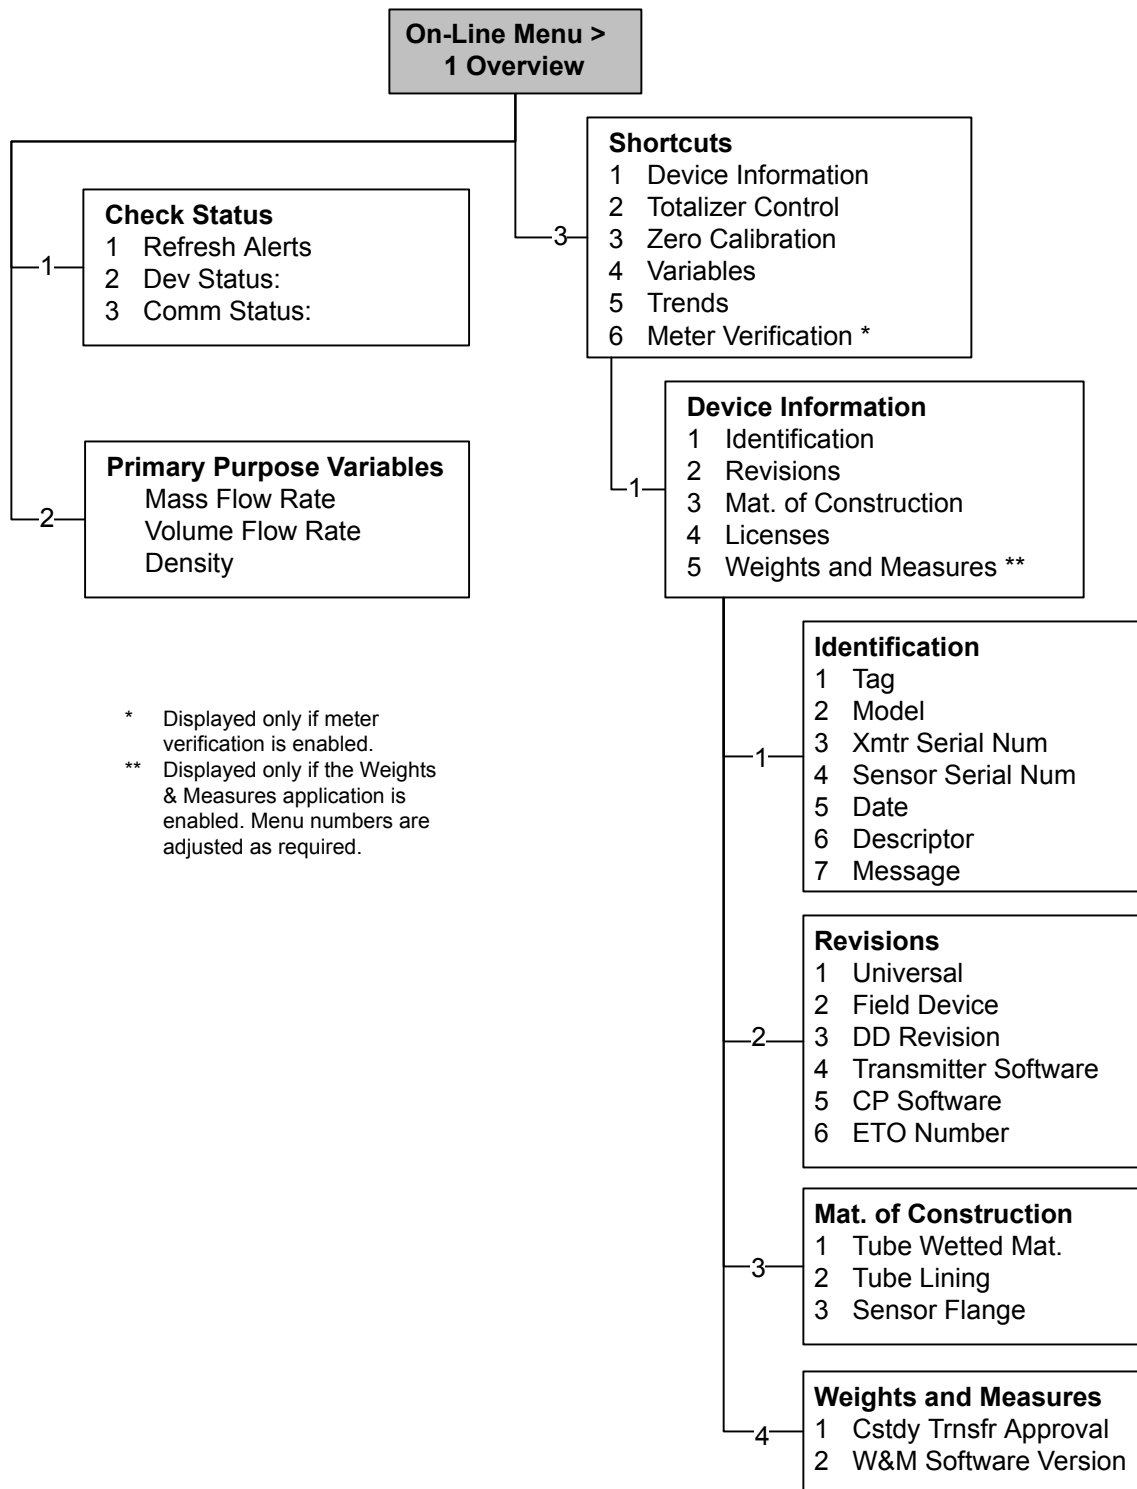 On-Line Menu >
1 Overview
Shortcuts
1 Device Information
2 Totalizer Control
3 Zero Calibration
4 Variables
5 Trends
6 Meter Verification *
3
Check Status
1 Refresh Alerts
2 Dev Status:
3 Comm Status:
1
Device Information
1 Identification
2 Revisions
3 Mat. of Construction
4 Licenses
5 Weights and Measures **
1
Primary Purpose Variables
Mass Flow Rate
Volume Flow Rate
Density
2
Identification
1 Tag
2 Model
3 Xmtr Serial Num
4 Sensor Serial Num
5 Date
6 Descriptor
7 Message
1
* Displayed only if meter
verification is enabled.
** Displayed only if the Weights
& Measures application is
enabled. Menu numbers are
adjusted as required.
Revisions
1 Universal
2 Field Device
3 DD Revision
4 Transmitter Software
5 CP Software
6 ETO Number
2
Mat. of Construction
1 Tube Wetted Mat.
2 Tube Lining
3 Sensor Flange
3
Weights and Measures
1 Cstdy Trnsfr Approval
2 W&M Software Version
4